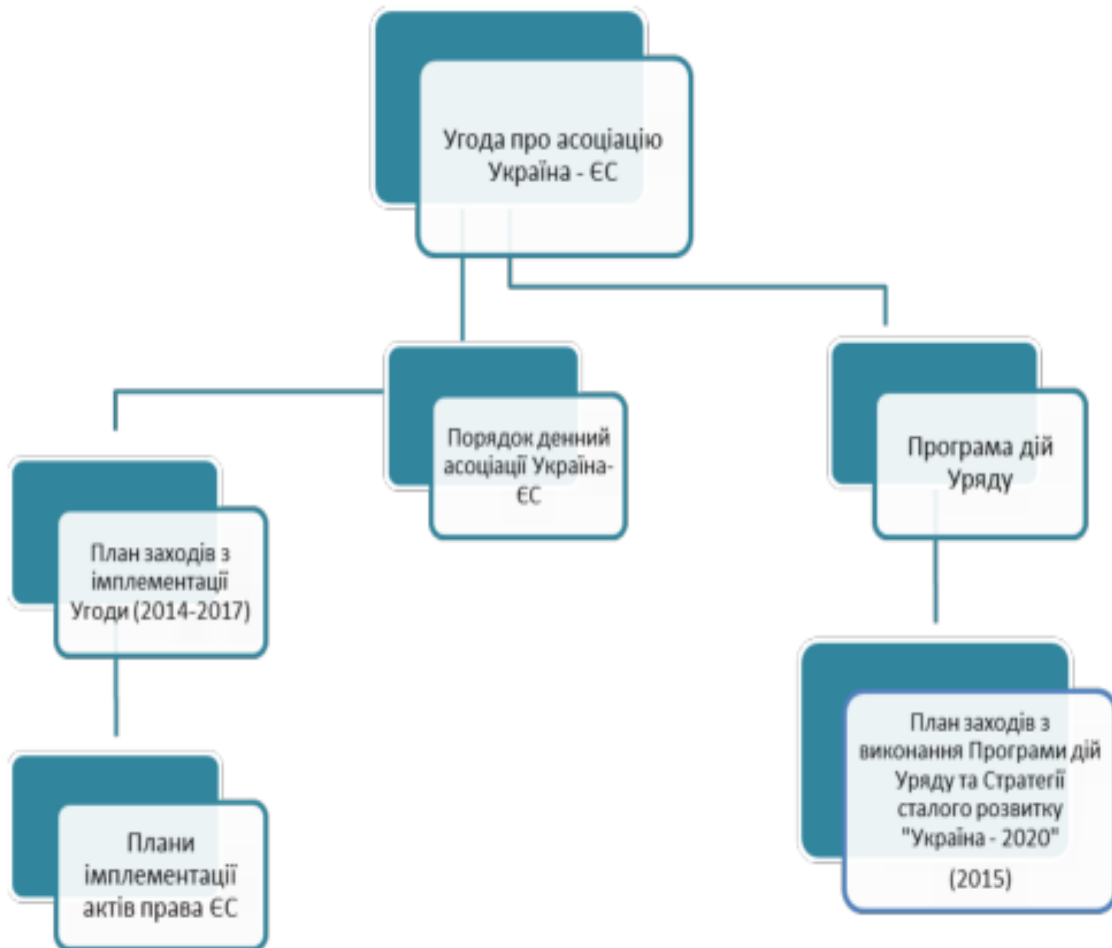 Угода про асоціацію
Україна - ЄС
Порядок денний
асоціації Україна-
ЄС
Програма дій
Уряду
План заходів з
імплементації
Угоди (2014-2017)
План заходів з
виконання Програми дій
Уряду та Стратегії
сталого розвитку
"Україна - 2020"
(2015)
Плани
імплементації
актів права ЄС